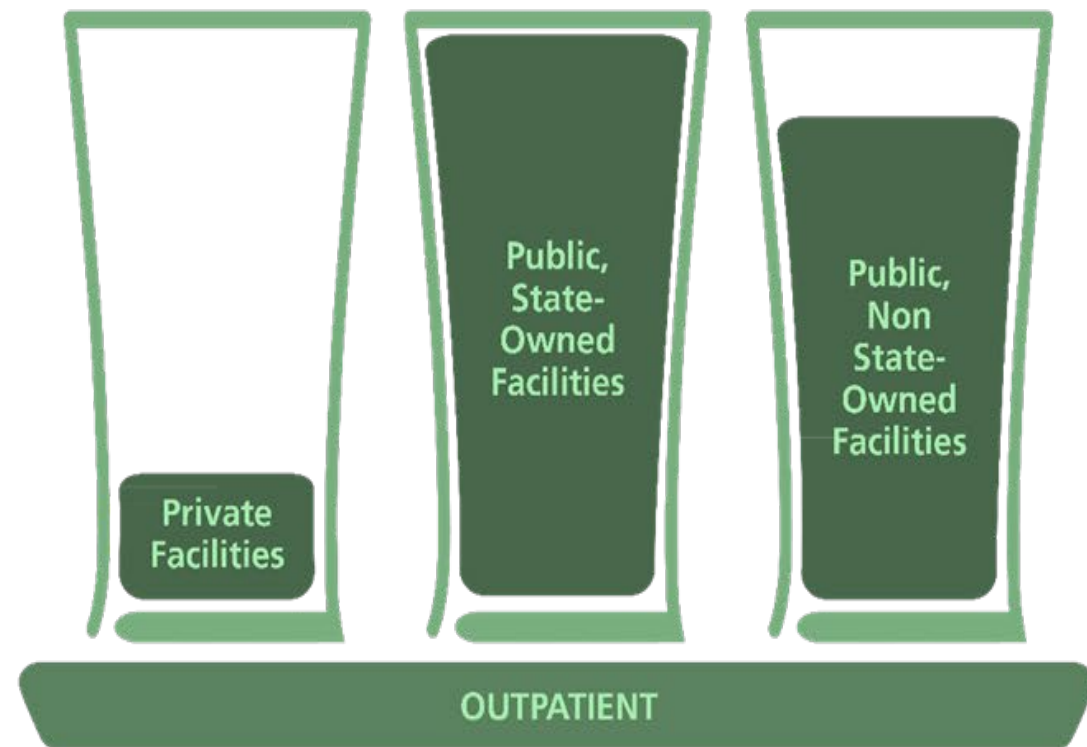 Private
Facilities
Public,
State-
Owned
Facilities
Public,
Non
State-
Owned
Facilities
OUTPATIENT